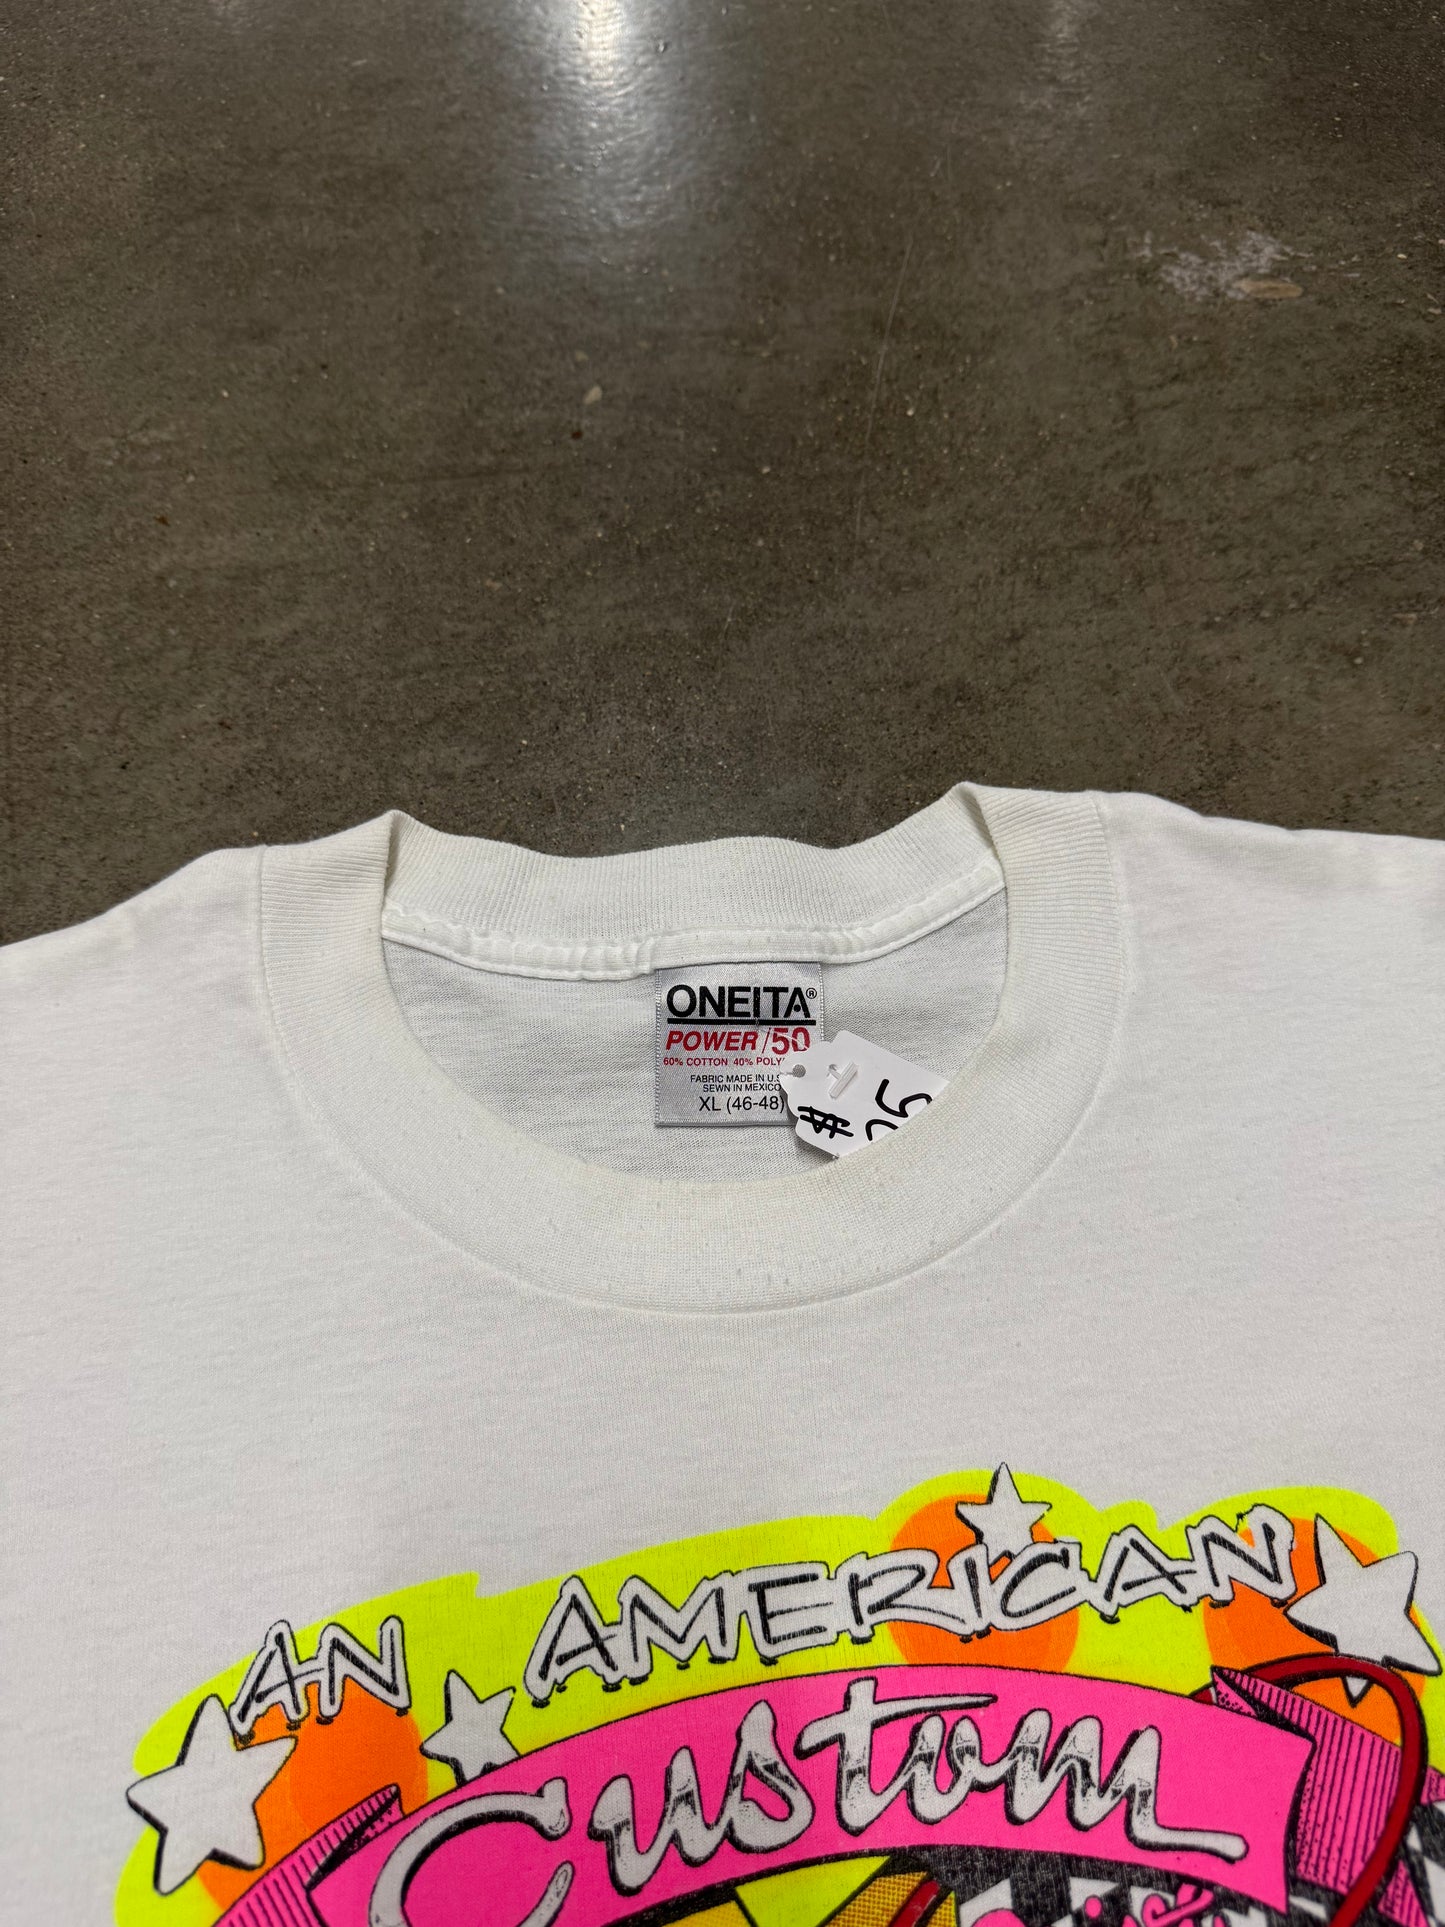 ONEITA®
POWER/50
60% COTTON 40% POLY
FABRIC MADE IN U.S
SEWN IN MEXICO
XL (46-48)
AN AMERICAN
Custom